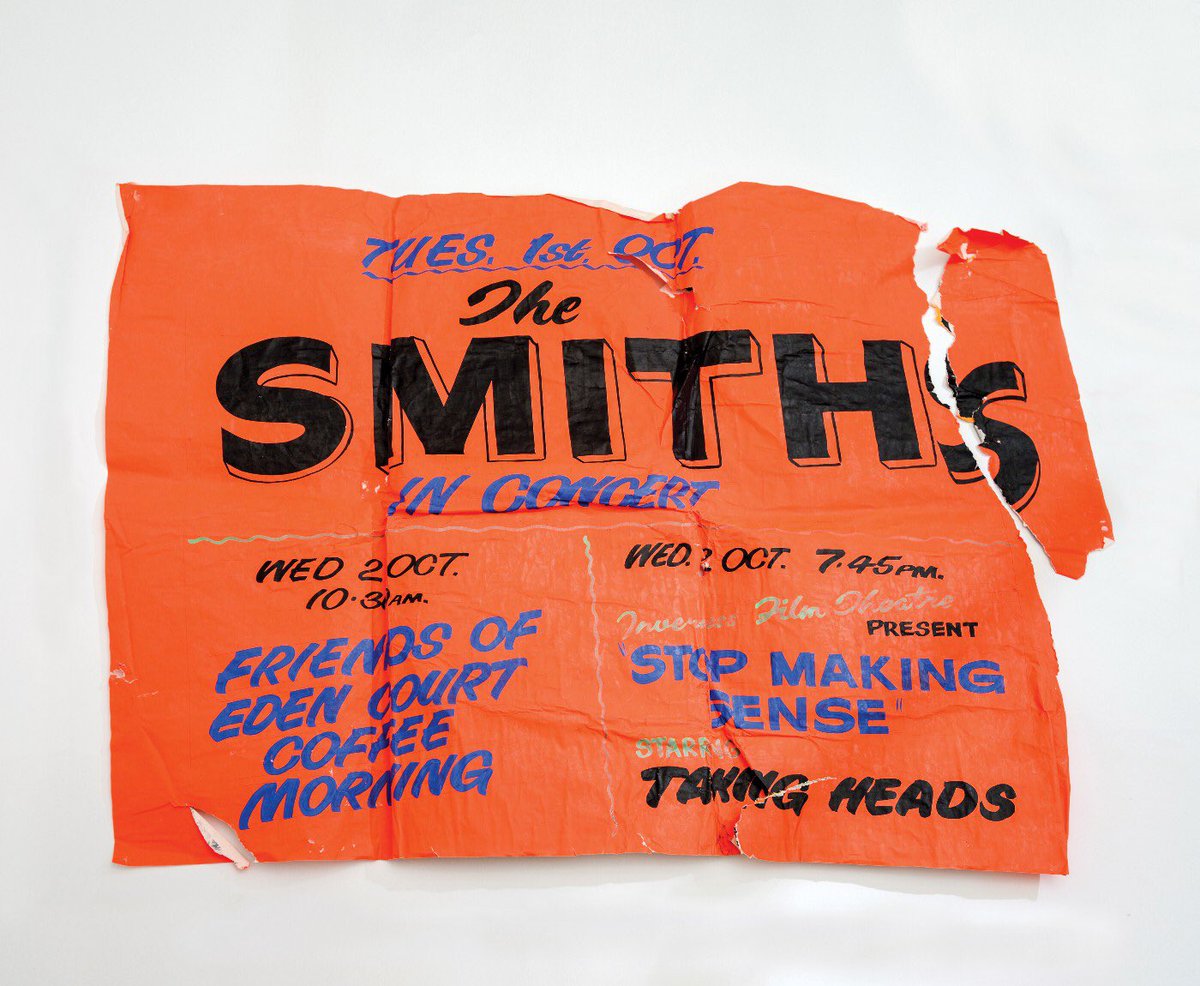 TUES. 1st. OCT.
The
SMITHS
IN CONCERT
WED 2 OCT.
10·30AM.
FRIENDS OF
EDEN COURT
COFFEE
MORNING
WED. 2 OCT. 7·45PM.
Inverness Film Theatre
PRESENT
"STOP MAKING
SENSE"
STARRING
TAKING HEADS